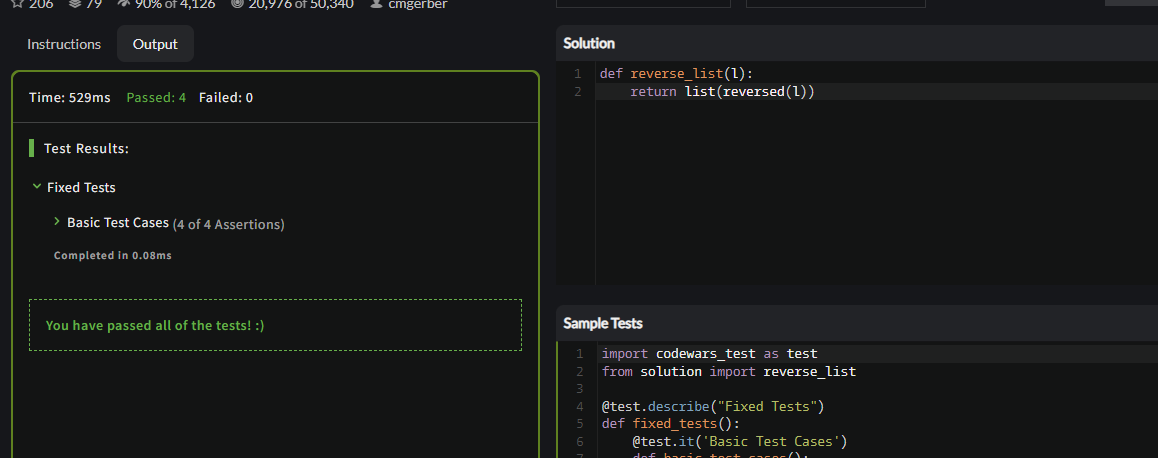 206 79 90% of 4,126 20,976 of 50,340 cmgerber
Instructions Output
Time: 529ms Passed: 4 Failed: 0
Test Results:
Fixed Tests
Basic Test Cases (4 of 4 Assertions)
Completed in 0.08ms
You have passed all of the tests! :)
Solution
1 def reverse_list(l):
2     return list(reversed(l))
Sample Tests
1 import codewars_test as test
2 from solution import reverse_list
3
4 @test.describe("Fixed Tests")
5 def fixed_tests():
6     @test.it('Basic Test Cases')
7     def basic_test_cases():